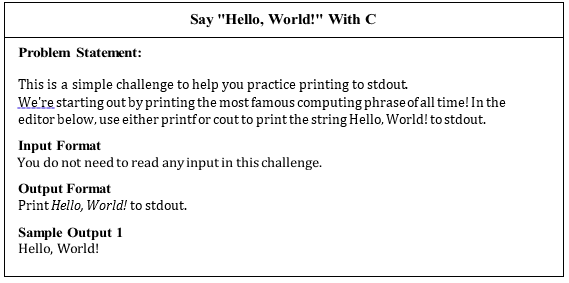 Say "Hello, World!" With C
Problem Statement:
This is a simple challenge to help you practice printing to stdout.
We're starting out by printing the most famous computing phrase of all time! In the
editor below, use either printf or cout to print the string Hello, World! to stdout.
Input Format
You do not need to read any input in this challenge.
Output Format
Print Hello, World! to stdout.
Sample Output 1
Hello, World!